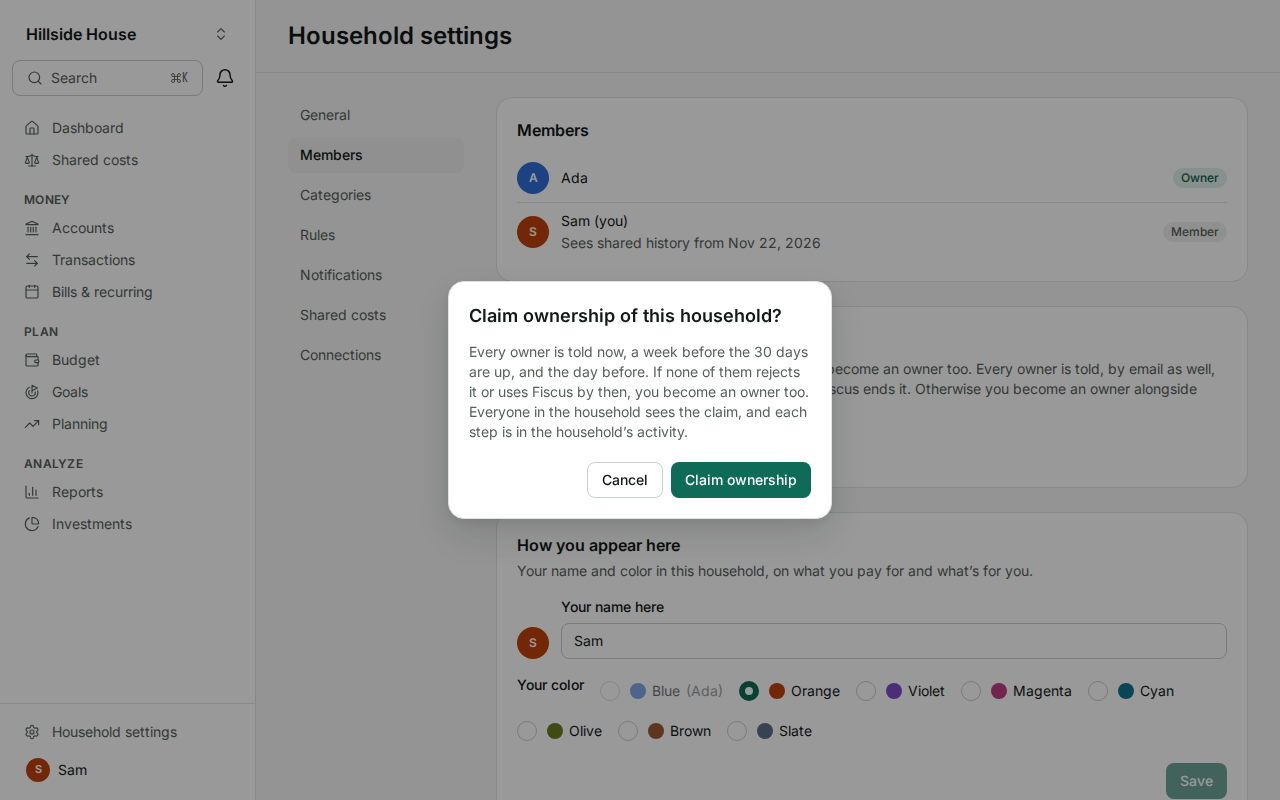 Hillside House
Search
⌘K
Dashboard
Shared costs
MONEY
Accounts
Transactions
Bills & recurring
PLAN
Budget
Goals
Planning
ANALYZE
Reports
Investments
Household settings
S
Sam
Household settings
General
Members
Categories
Rules
Notifications
Shared costs
Connections
Members
A
Ada
Owner
S
Sam (you)
Sees shared history from Nov 22, 2026
Member
become an owner too. Every owner is told, by email as well,
ends it. Otherwise you become an owner alongside
Claim ownership of this household?
Every owner is told now, a week before the 30 days
are up, and the day before. If none of them rejects
it or uses Fiscus by then, you become an owner too.
Everyone in the household sees the claim, and each
step is in the household’s activity.
Cancel
Claim ownership
How you appear here
Your name and color in this household, on what you pay for and what’s for you.
Your name here
S
Sam
Your color
Blue (Ada)
Orange
Violet
Magenta
Cyan
Olive
Brown
Slate
Save